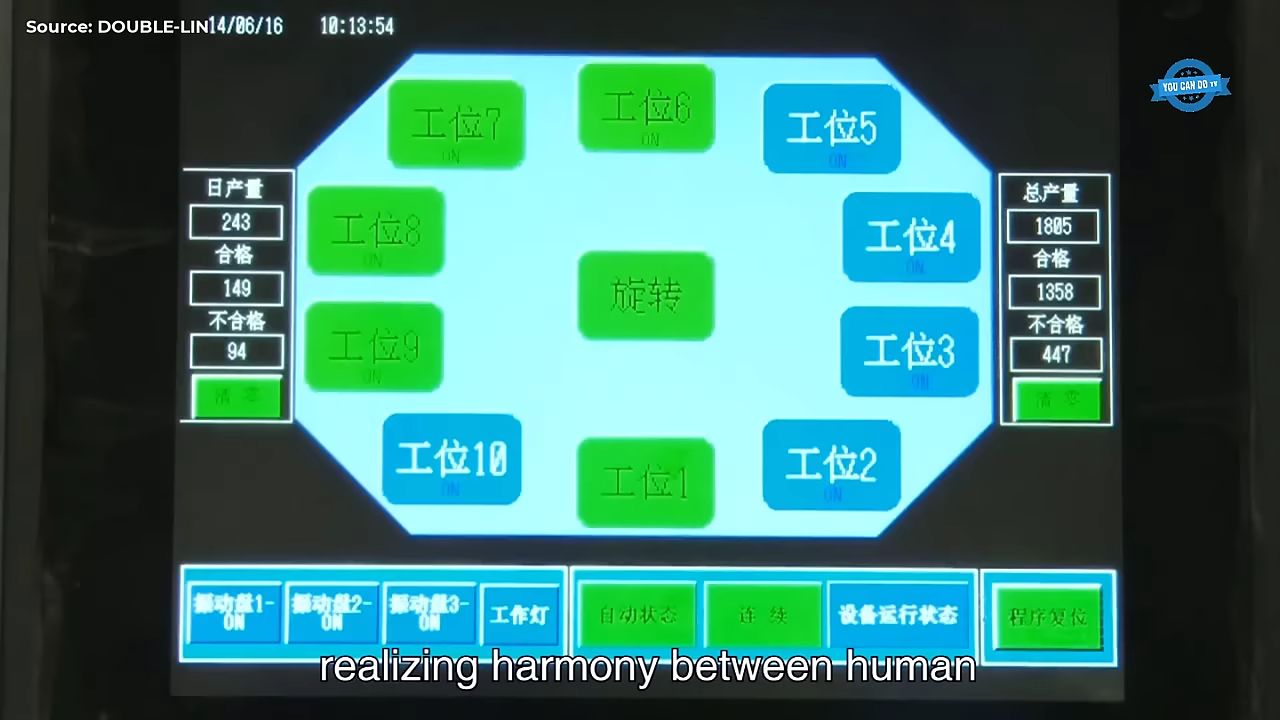 Source: DOUBLE-LIN
14/06/16 10:13:54
YOU CAN DO TV
工位7
ON
工位6
ON
工位5
ON
日产量
243
合格
149
不合格
94
清零
工位8
ON
工位4
ON
总产量
1805
合格
1358
不合格
447
清零
旋转
工位9
ON
工位3
ON
工位10
ON
工位1
工位2
ON
振动盘1-
ON
振动盘2-
ON
振动盘3-
ON
工作灯
自动状态
连续
设备运行状态
程序复位
realizing harmony between human